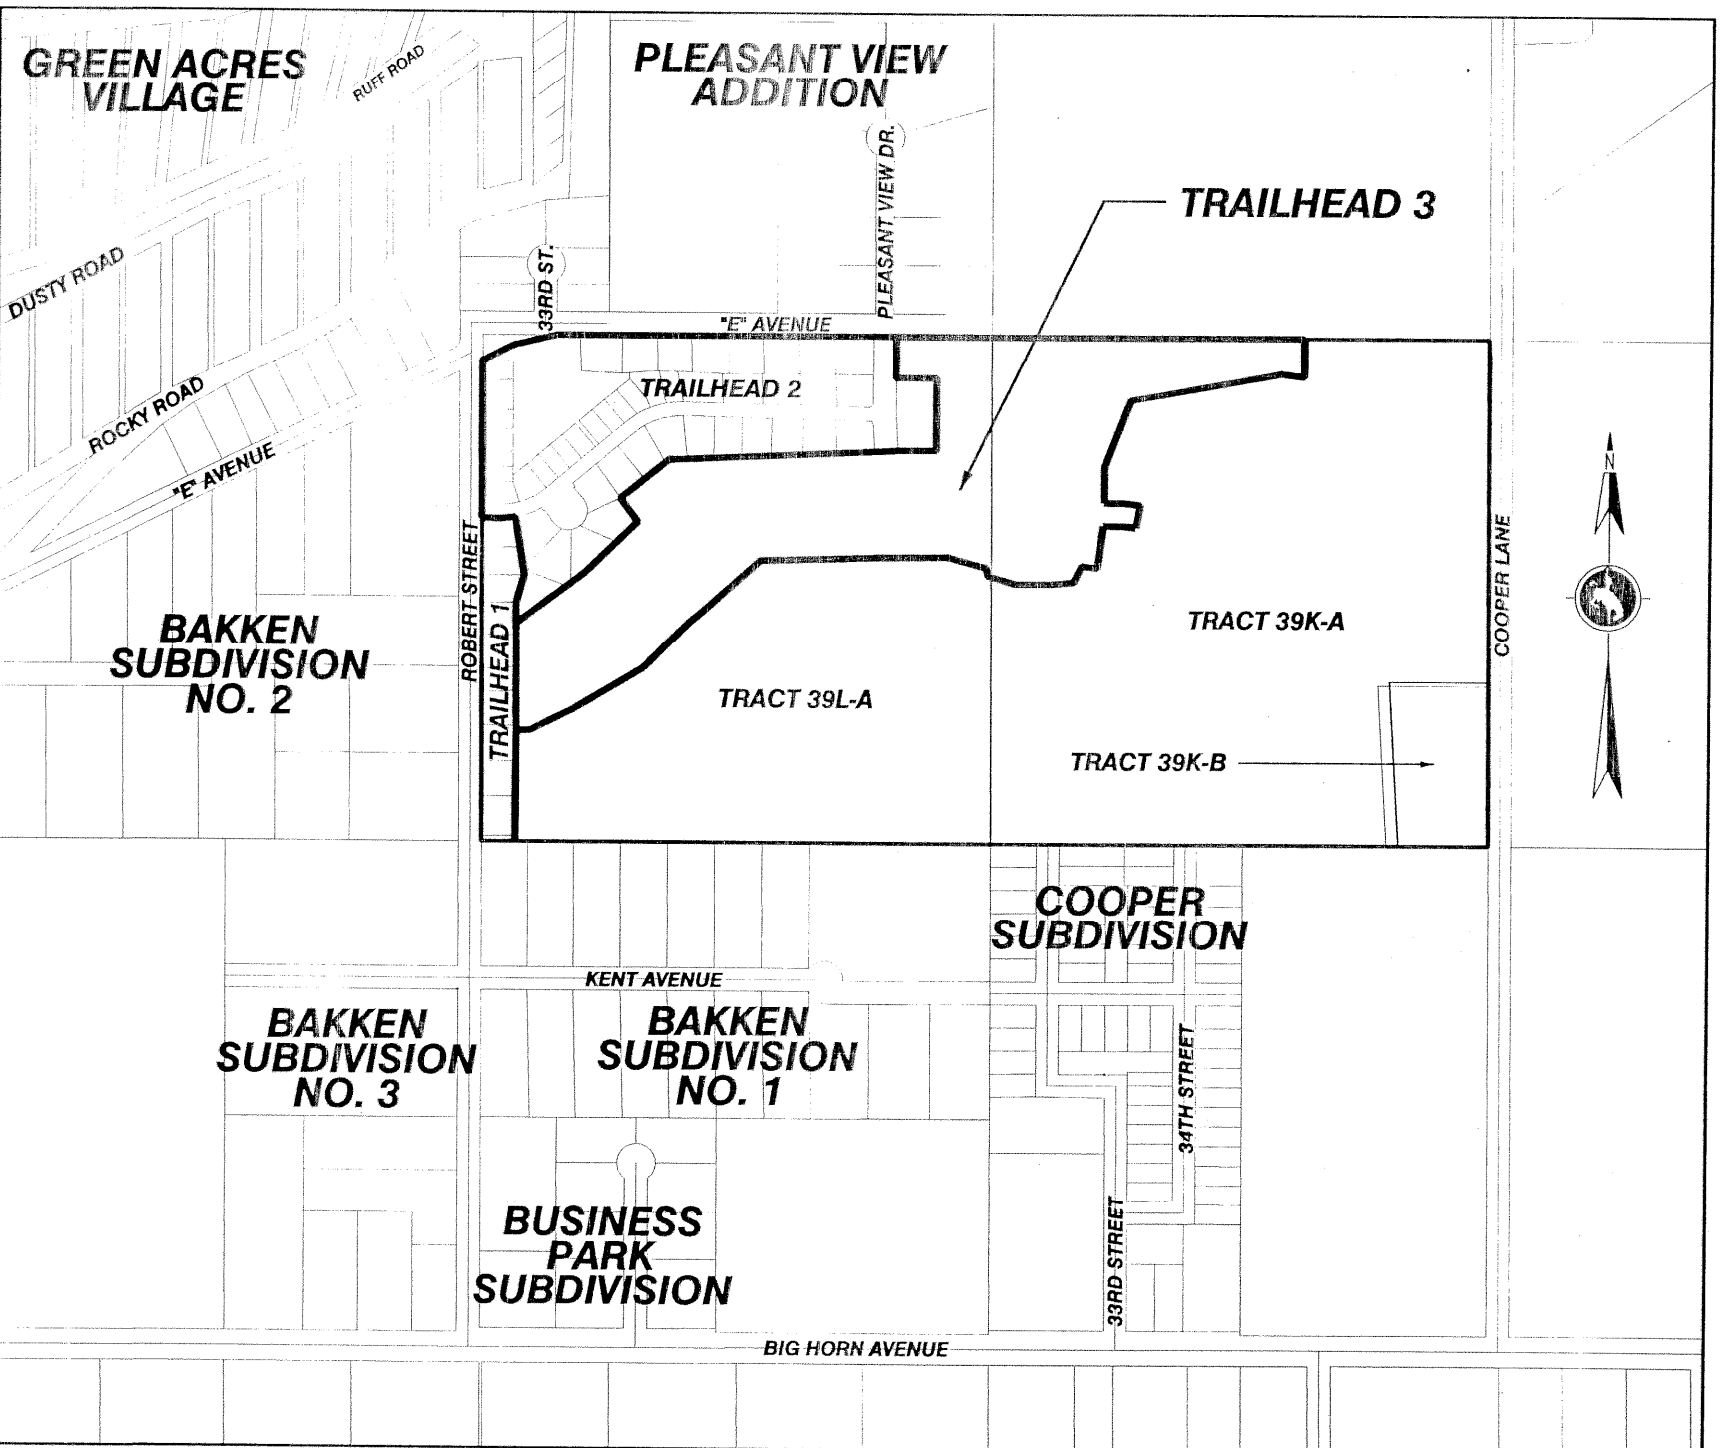 GREEN ACRES
VILLAGE
RUFF ROAD
PLEASANT VIEW
ADDITION
PLEASANT VIEW DR.
TRAILHEAD 3
DUSTY ROAD
33RD ST.
"E" AVENUE
ROCKY ROAD
"E" AVENUE
TRAILHEAD 2
N
ROBERT STREET
TRAILHEAD 1
COOPER LANE
BAKKEN
SUBDIVISION
NO. 2
TRACT 39K-A
TRACT 39L-A
TRACT 39K-B
COOPER
SUBDIVISION
KENT AVENUE
BAKKEN
SUBDIVISION
NO. 3
BAKKEN
SUBDIVISION
NO. 1
34TH STREET
BUSINESS
PARK
SUBDIVISION
33RD STREET
BIG HORN AVENUE